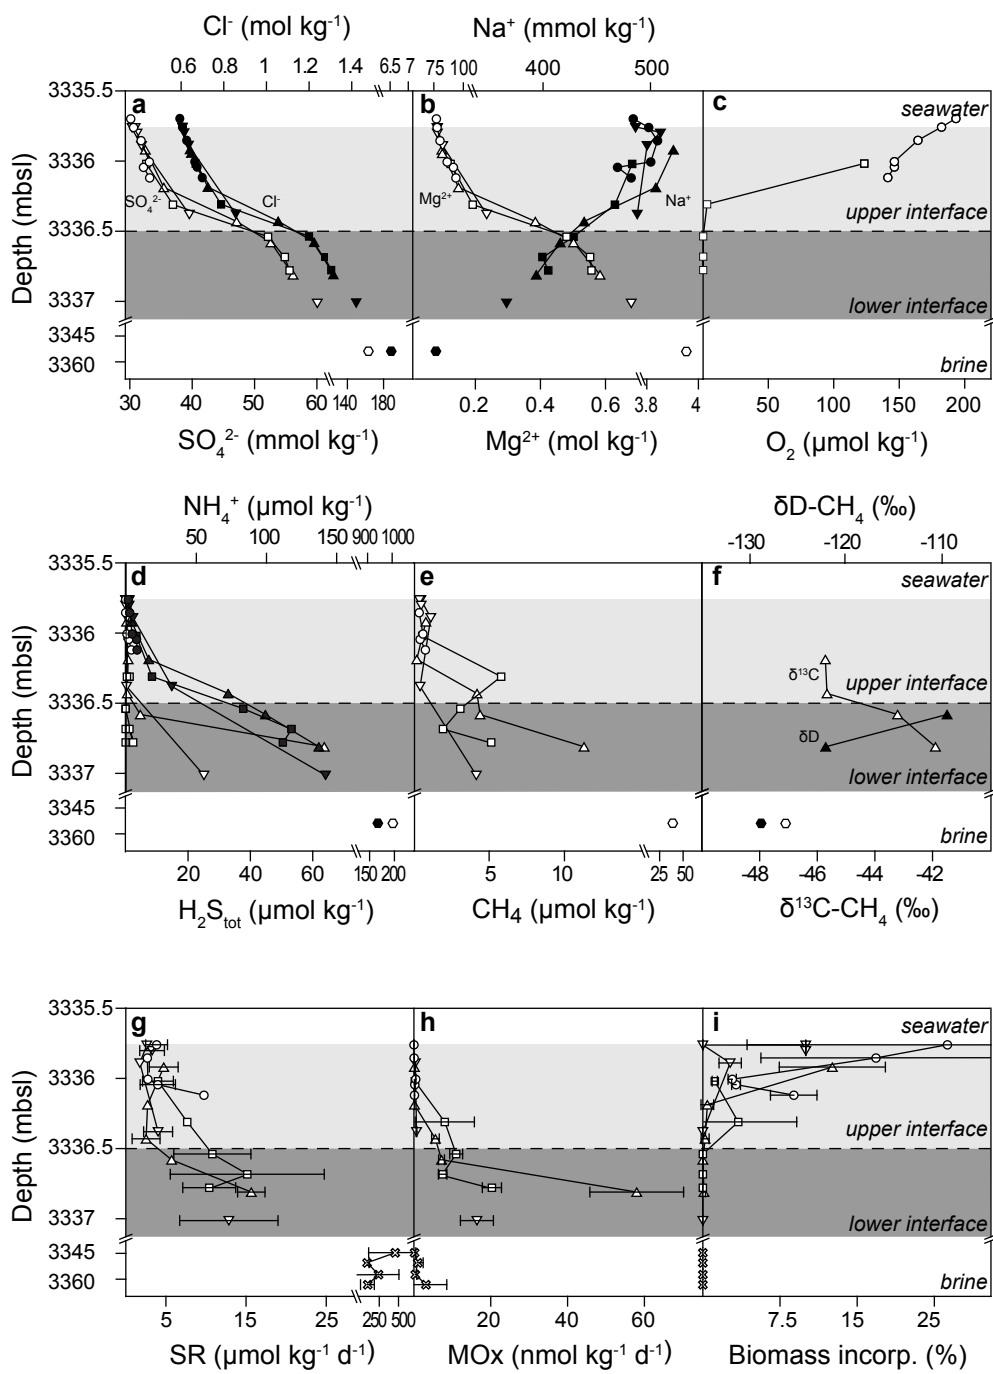 Cl⁻ (mol kg⁻¹) Na⁺ (mmol kg⁻¹)
0.6 0.8 1 1.2 1.4 6.5 7 75 100 400 500
3335.5 a b c seawater
3336
SO₄²⁻ Cl⁻ Mg²⁺ Na⁺
upper interface
3336.5
3337 lower interface
3345
3360 brine
Depth (mbsl)
30 40 50 60 140 180 0.2 0.4 0.6 3.8 4 50 100 150 200
SO₄²⁻ (mmol kg⁻¹) Mg²⁺ (mol kg⁻¹) O₂ (µmol kg⁻¹)
NH₄⁺ (µmol kg⁻¹) δD-CH₄ (‰)
50 100 150 900 1000 -130 -120 -110
3335.5 d e f seawater
3336
δ¹³C upper interface
3336.5
δD
3337 lower interface
3345
3360 brine
Depth (mbsl)
20 40 60 150 200 5 10 25 50 -48 -46 -44 -42
H₂Sₜₒₜ (µmol kg⁻¹) CH4 (µmol kg⁻¹) δ¹³C-CH₄ (‰)
3335.5 g h i seawater
3336
upper interface
3336.5
3337 lower interface
3345
3360 brine
Depth (mbsl)
5 15 25 250 500 20 40 60 7.5 15 25
SR (µmol kg⁻¹ d⁻¹) MOx (nmol kg⁻¹ d⁻¹) Biomass incorp. (%)